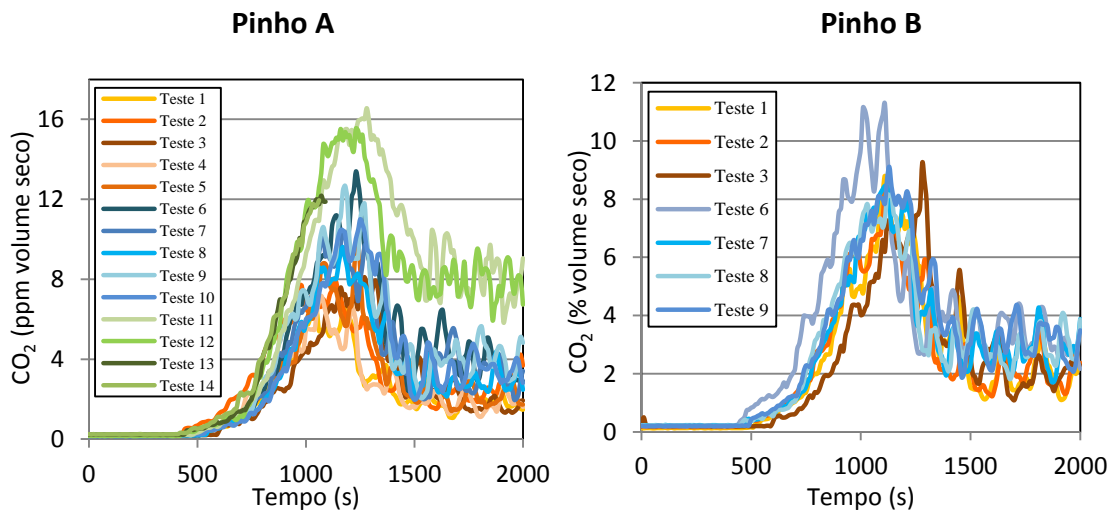 Pinho A
CO2 (ppm volume seco)
16
12
8
4
0
Teste 1
Teste 2
Teste 3
Teste 4
Teste 5
Teste 6
Teste 7
Teste 8
Teste 9
Teste 10
Teste 11
Teste 12
Teste 13
Teste 14
0 500 1000 1500 2000
Tempo (s)
Pinho B
CO2 (% volume seco)
12
10
8
6
4
2
0
Teste 1
Teste 2
Teste 3
Teste 6
Teste 7
Teste 8
Teste 9
0 500 1000 1500 2000
Tempo (s)